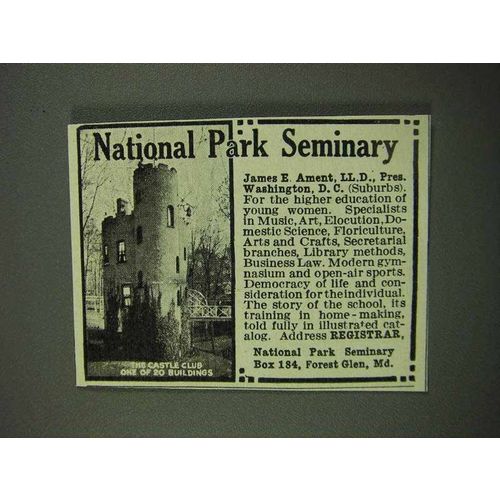 National Park Seminary
James E. Ament, LL.D., Pres.
Washington, D. C. (Suburbs).
For the higher education of
young women. Specialists
in Music, Art, Elocution, Do-
mestic Science, Floriculture,
Arts and Crafts, Secretarial
branches, Library methods,
Business Law. Modern gym-
nasium and open-air sports.
Democracy of life and con-
sideration for the individual.
The story of the school, its
training in home-making,
told fully in illustrated cat-
alog. Address REGISTRAR,
National Park Seminary
Box 184, Forest Glen, Md.
THE CASTLE CLUB
ONE OF 20 BUILDINGS